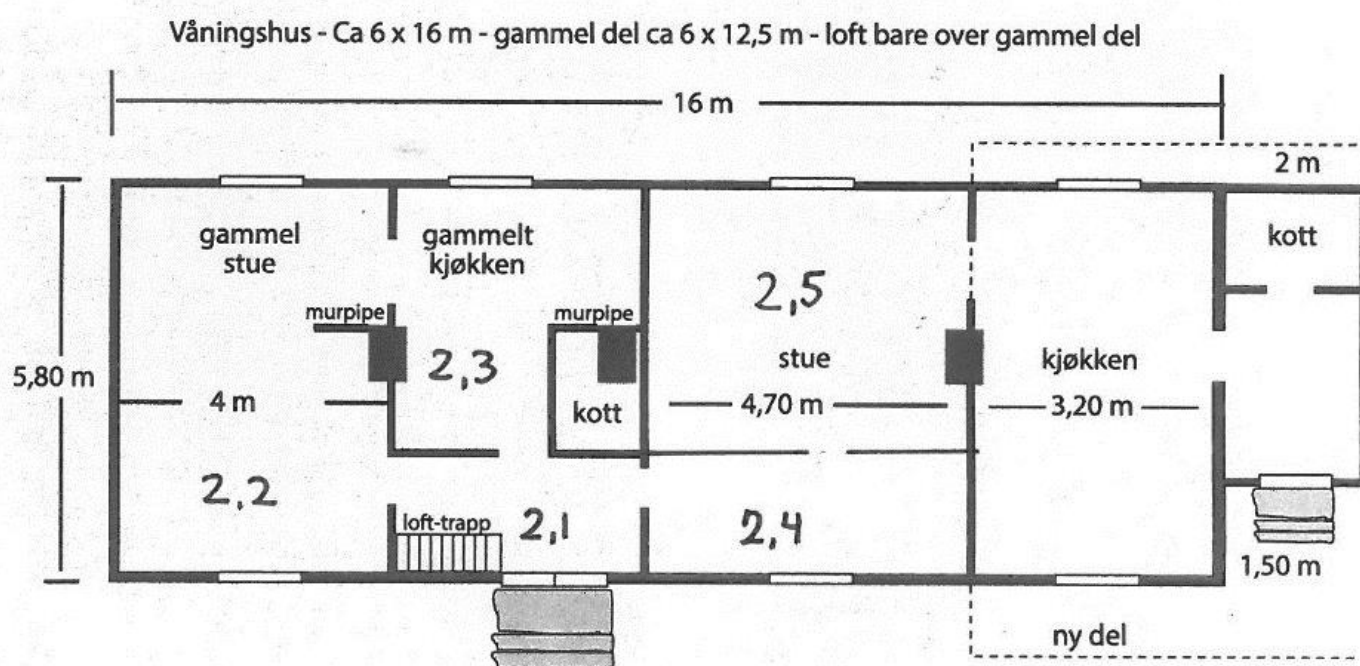 Våningshus - Ca 6 x 16 m - gammel del ca 6 x 12,5 m - loft bare over gammel del
16 m
2 m
gammel
stue
gammelt
kjøkken
kott
2,5
murpipe
murpipe
2,3
stue
kjøkken
5,80 m
4 m
kott
4,70 m
3,20 m
2,2
loft-trapp
2,1
2,4
1,50 m
ny del